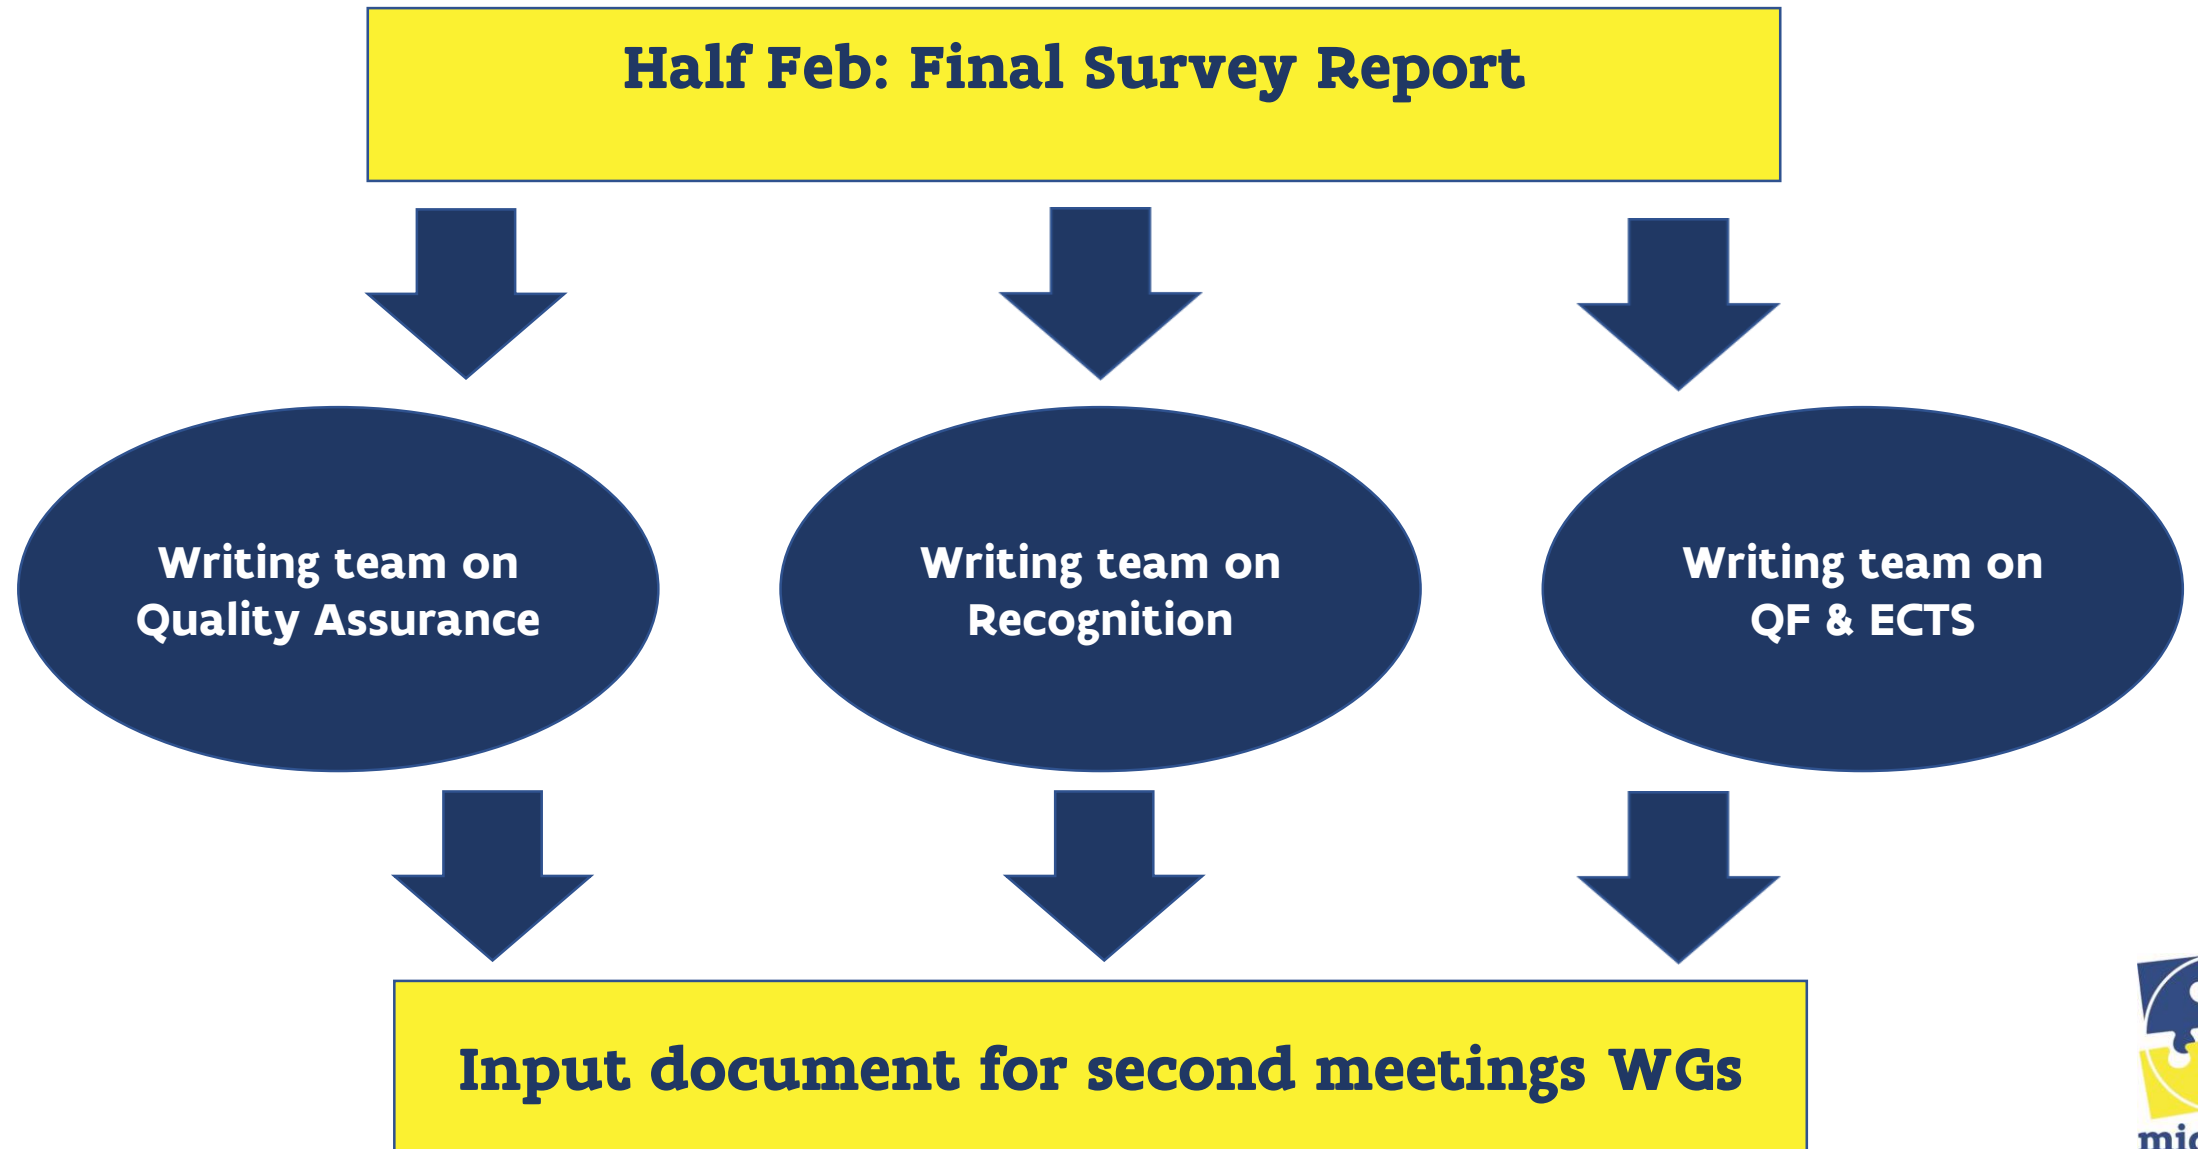 Half Feb: Final Survey Report
Writing team on
Quality Assurance
Writing team on
Recognition
Writing team on
QF & ECTS
Input document for second meetings WGs